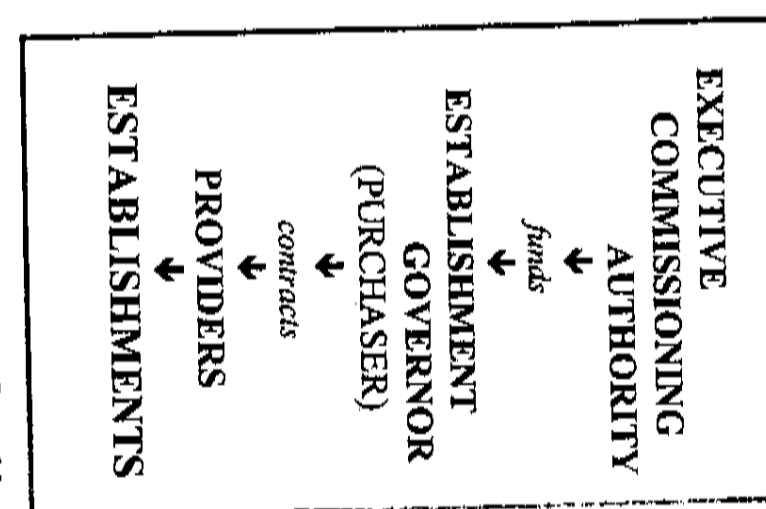 EXECUTIVE
COMMISSIONING
AUTHORITY
funds
ESTABLISHMENT
GOVERNOR
(PURCHASER)
contracts
PROVIDERS
ESTABLISHMENTS